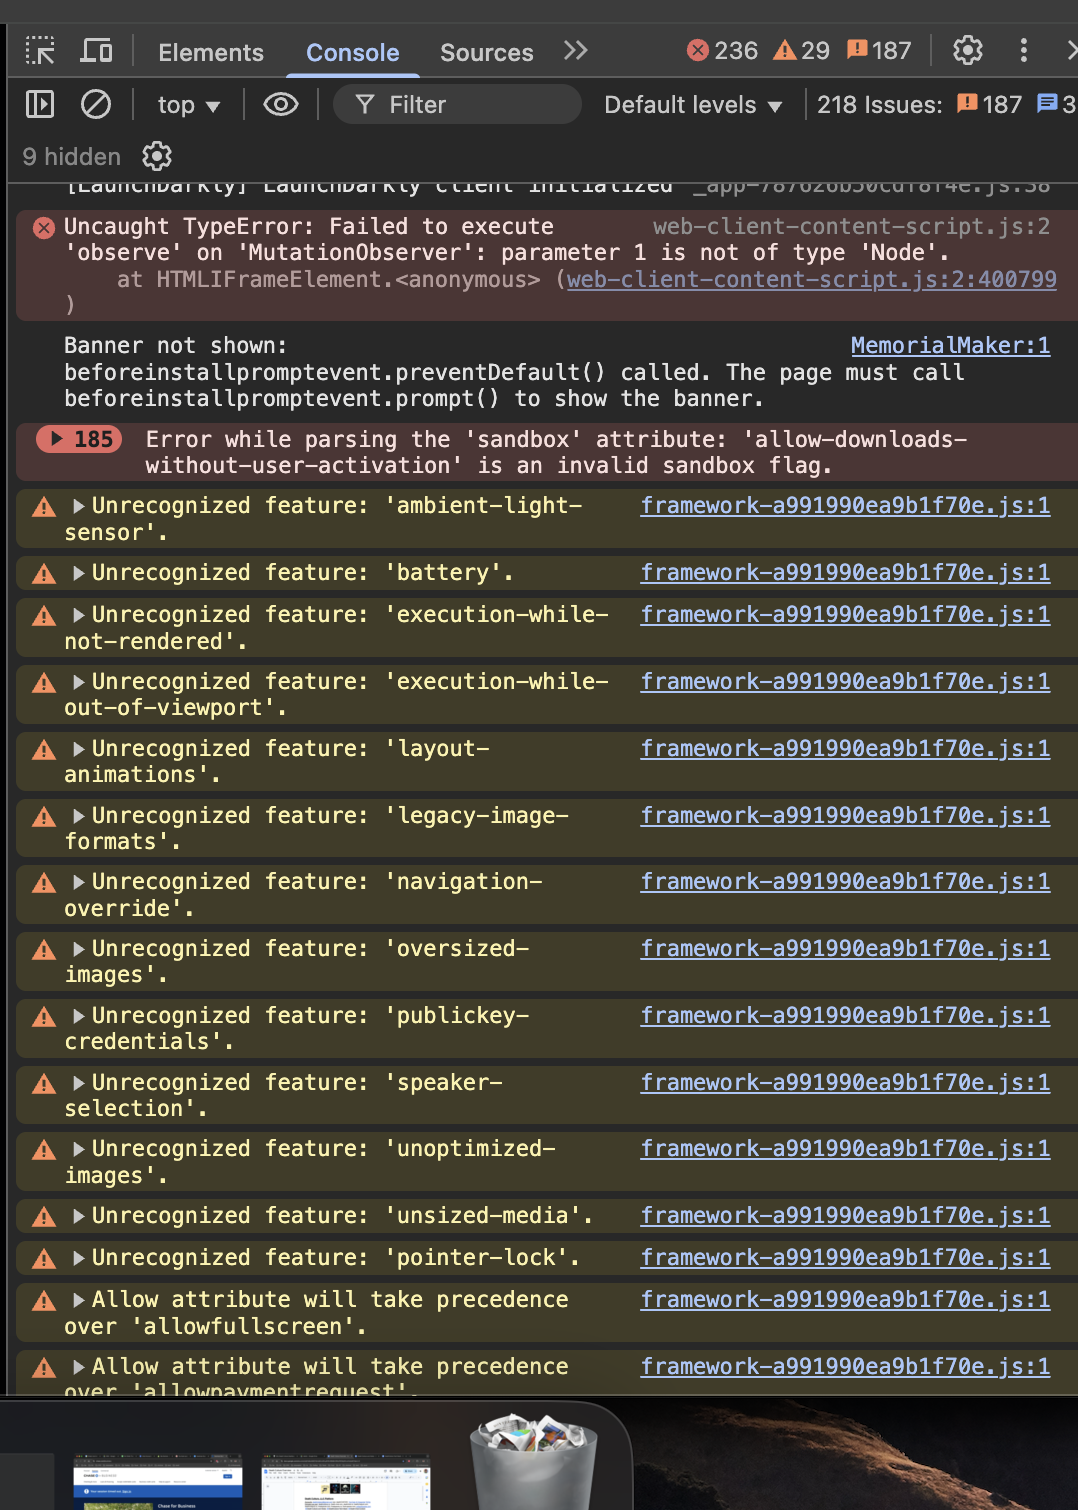 Elements Console Sources 236 29 187
top Filter Default levels 218 Issues: 187 3
9 hidden
[LaunchDarkly] LaunchDarkly client initialized _app-787626b50cdf8f4e.js:38
Uncaught TypeError: Failed to execute web-client-content-script.js:2
'observe' on 'MutationObserver': parameter 1 is not of type 'Node'.
at HTMLIFrameElement.<anonymous> (web-client-content-script.js:2:400799
)
Banner not shown: MemorialMaker:1
beforeinstallpromptevent.preventDefault() called. The page must call
beforeinstallpromptevent.prompt() to show the banner.
185 Error while parsing the 'sandbox' attribute: 'allow-downloads-
without-user-activation' is an invalid sandbox flag.
Unrecognized feature: 'ambient-light- framework-a991990ea9b1f70e.js:1
sensor'.
Unrecognized feature: 'battery'. framework-a991990ea9b1f70e.js:1
Unrecognized feature: 'execution-while- framework-a991990ea9b1f70e.js:1
not-rendered'.
Unrecognized feature: 'execution-while- framework-a991990ea9b1f70e.js:1
out-of-viewport'.
Unrecognized feature: 'layout- framework-a991990ea9b1f70e.js:1
animations'.
Unrecognized feature: 'legacy-image- framework-a991990ea9b1f70e.js:1
formats'.
Unrecognized feature: 'navigation- framework-a991990ea9b1f70e.js:1
override'.
Unrecognized feature: 'oversized- framework-a991990ea9b1f70e.js:1
images'.
Unrecognized feature: 'publickey- framework-a991990ea9b1f70e.js:1
credentials'.
Unrecognized feature: 'speaker- framework-a991990ea9b1f70e.js:1
selection'.
Unrecognized feature: 'unoptimized- framework-a991990ea9b1f70e.js:1
images'.
Unrecognized feature: 'unsized-media'. framework-a991990ea9b1f70e.js:1
Unrecognized feature: 'pointer-lock'. framework-a991990ea9b1f70e.js:1
Allow attribute will take precedence framework-a991990ea9b1f70e.js:1
over 'allowfullscreen'.
Allow attribute will take precedence framework-a991990ea9b1f70e.js:1
over 'allowpaymentrequest'.
Chase for Business